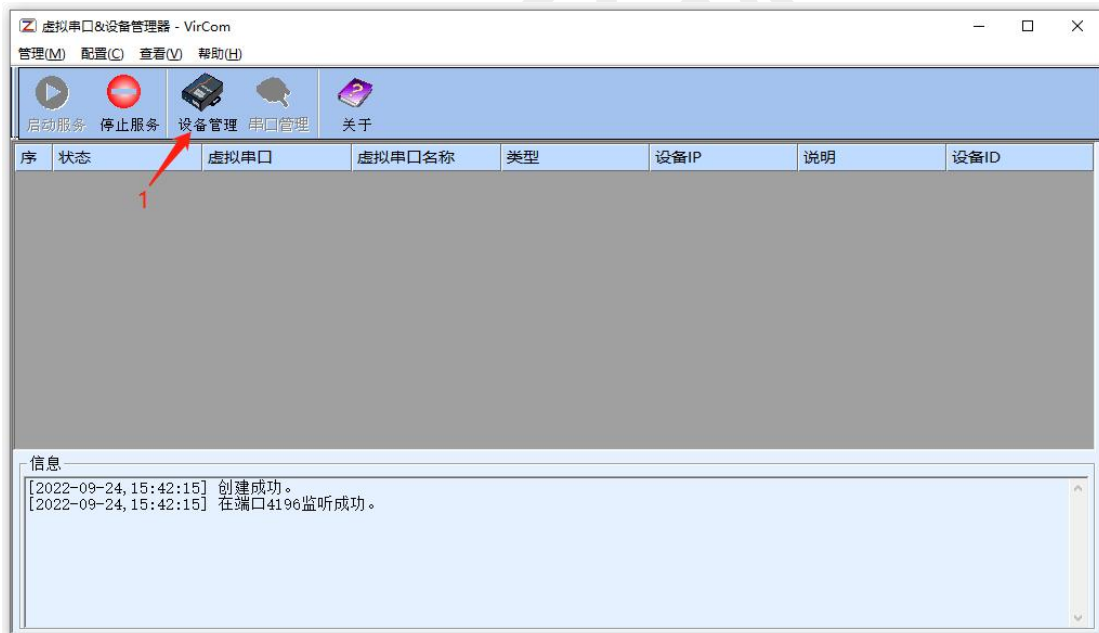 虚拟串口&设备管理器 - VirCom
管理(M) 配置(C) 查看(V) 帮助(H)
启动服务 停止服务 设备管理 串口管理 关于
序 状态 虚拟串口 虚拟串口名称 类型 设备IP 说明 设备ID
1
信息
[2022-09-24,15:42:15] 创建成功。
[2022-09-24,15:42:15] 在端口4196监听成功。